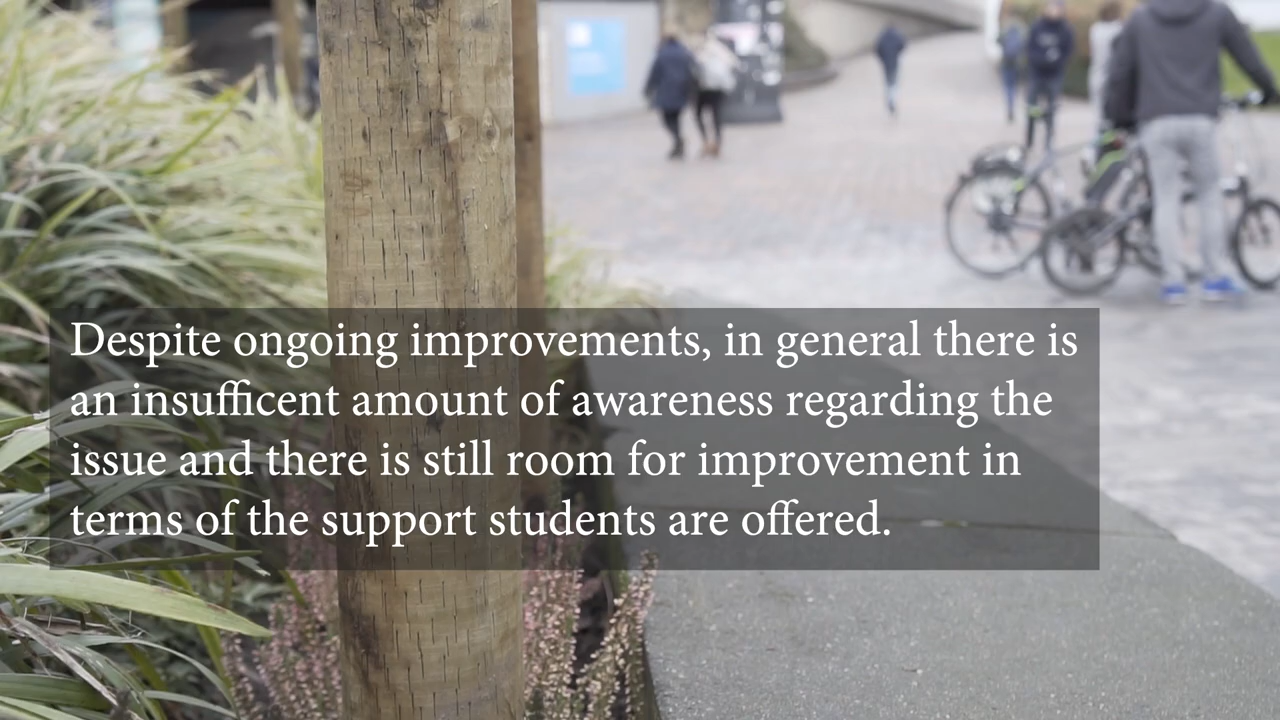 Despite ongoing improvements, in general there is
an insufficent amount of awareness regarding the
issue and there is still room for improvement in
terms of the support students are offered.